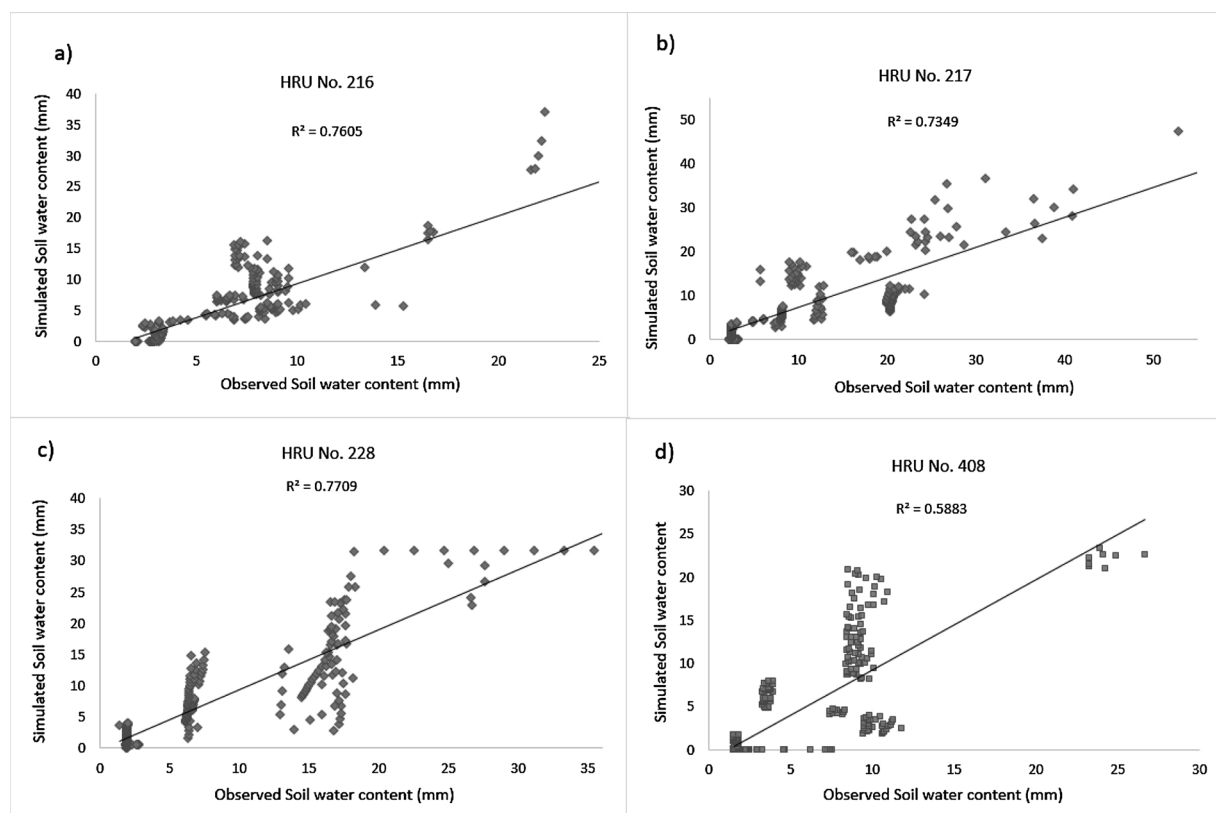 a)
HRU No. 216
R² = 0.7605
Simulated Soil water content (mm)
40
35
30
25
20
15
10
5
0
0 5 10 15 20 25
Observed Soil water content (mm)
b)
HRU No. 217
R² = 0.7349
Simulated Soil water content (mm)
50
40
30
20
10
0
0 10 20 30 40 50
Observed Soil water content (mm)
c)
HRU No. 228
R² = 0.7709
Simulated Soil water content (mm)
40
35
30
25
20
15
10
5
0
0 5 10 15 20 25 30 35
Observed Soil water content (mm)
d)
HRU No. 408
R² = 0.5883
Simulated Soil water content
30
25
20
15
10
5
0
0 5 10 15 20 25 30
Observed Soil water content (mm)